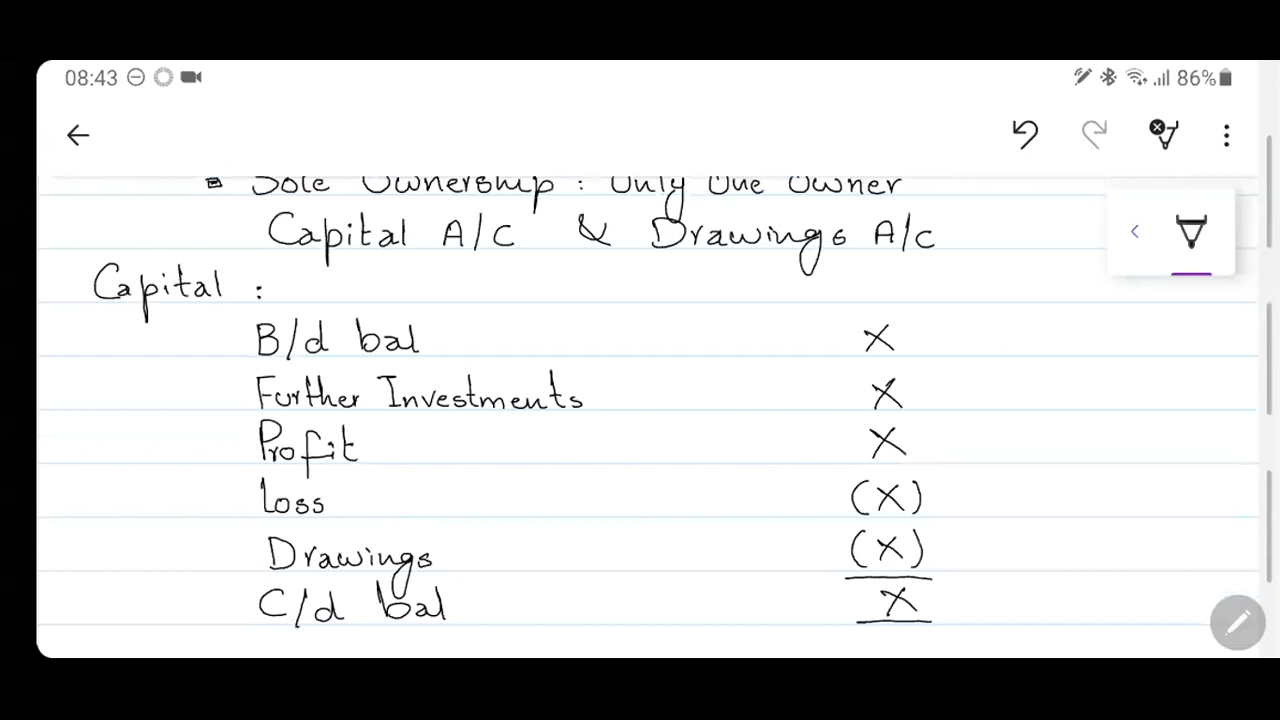 08:43 86%
Sole Ownership : Only One Owner
Capital A/C & Drawings A/c
Capital :
B/d bal X
Further Investments X
Profit X
Loss (X)
Drawings (X)
C/d bal X